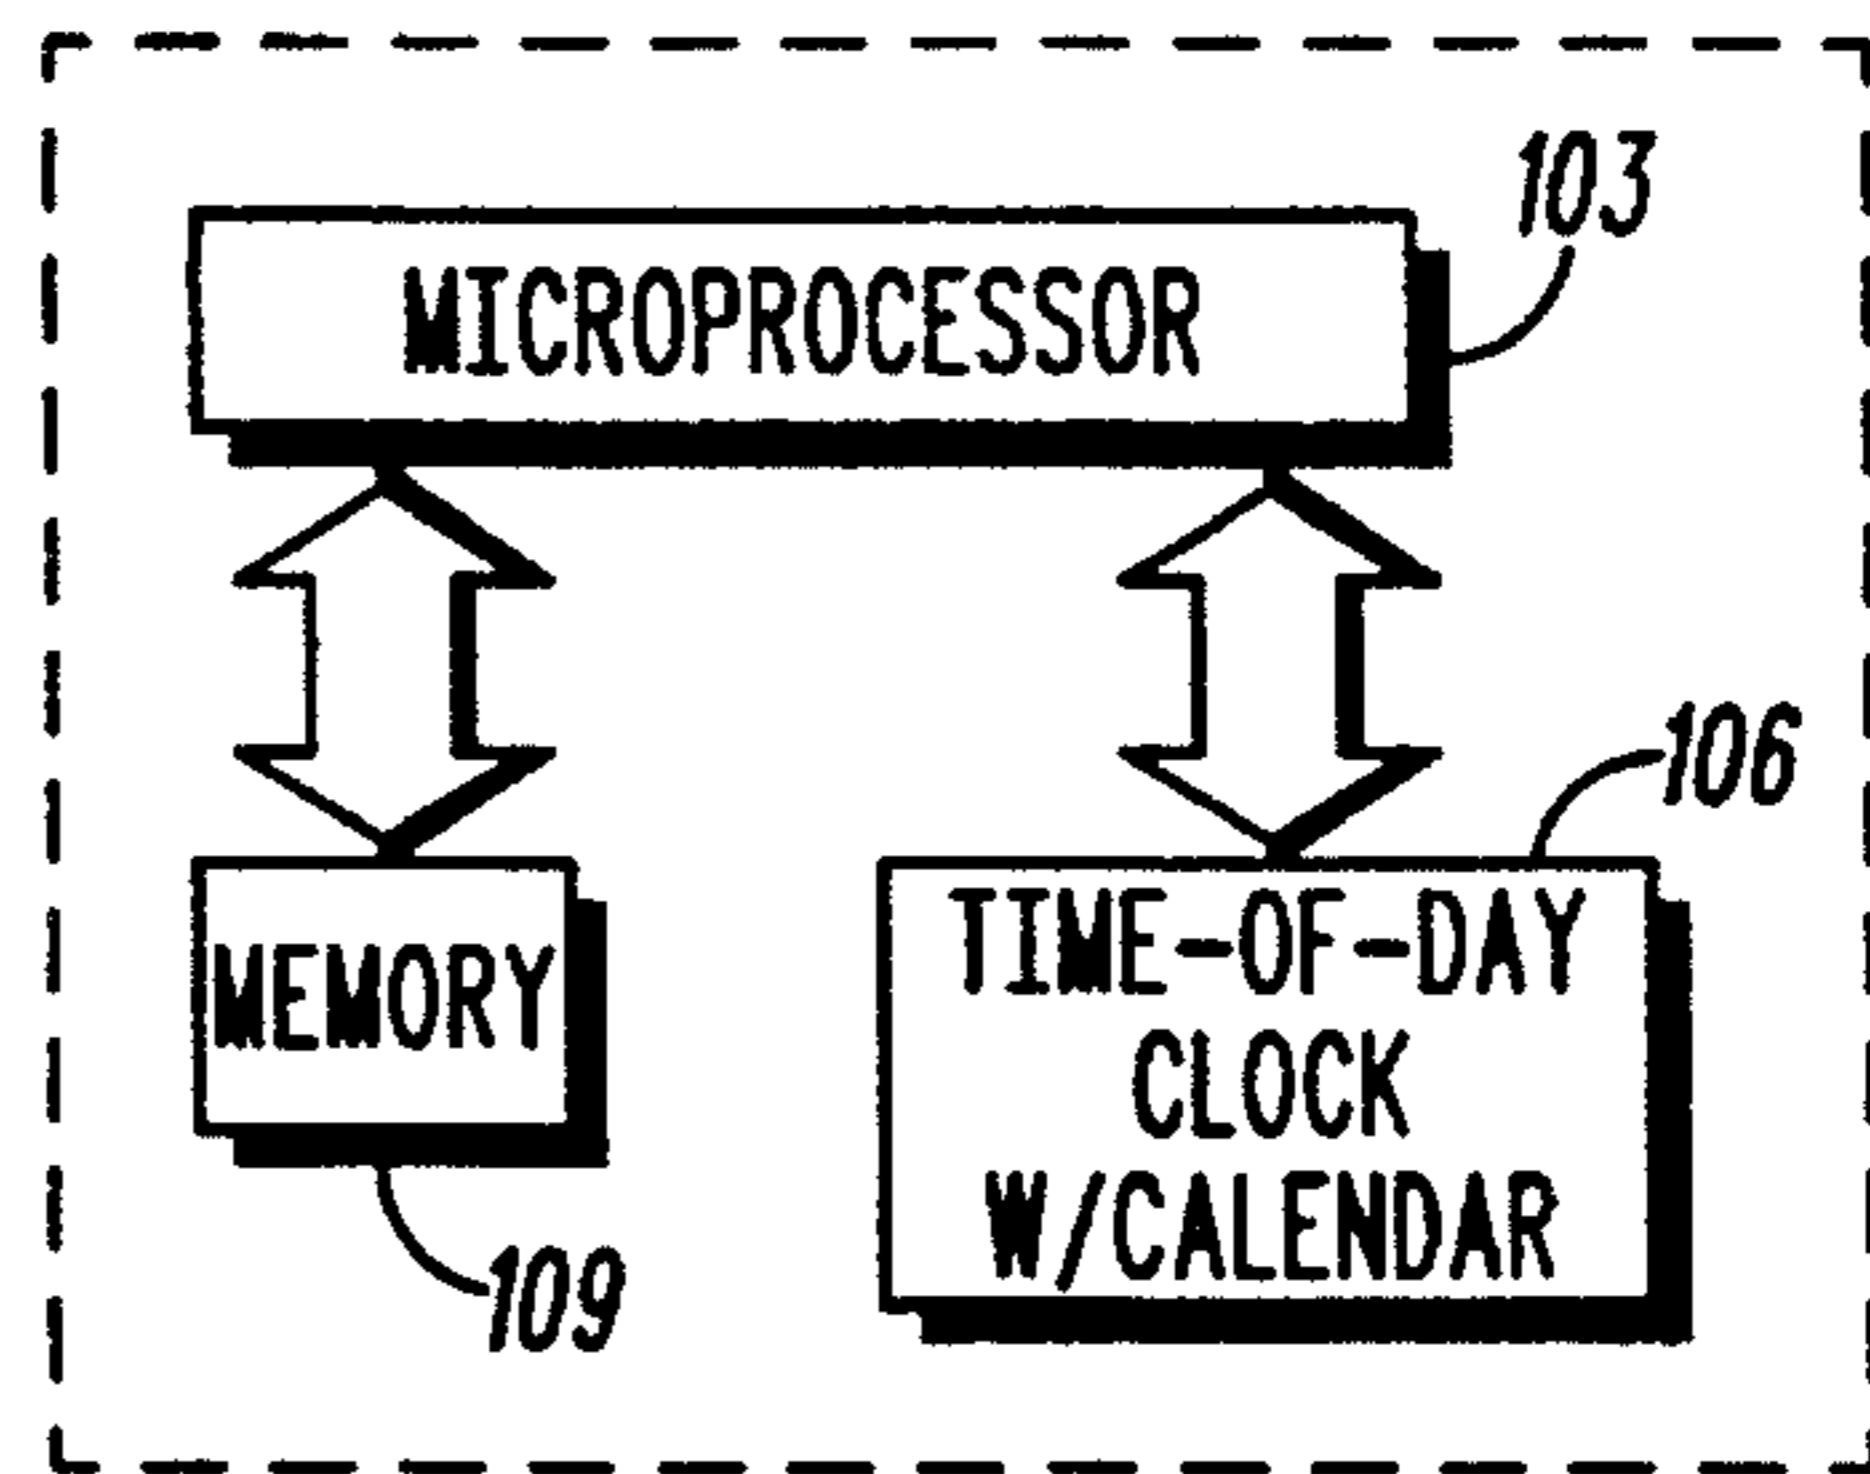 103
MICROPROCESSOR
106
MEMORY
TIME-OF-DAY
CLOCK
W/CALENDAR
109